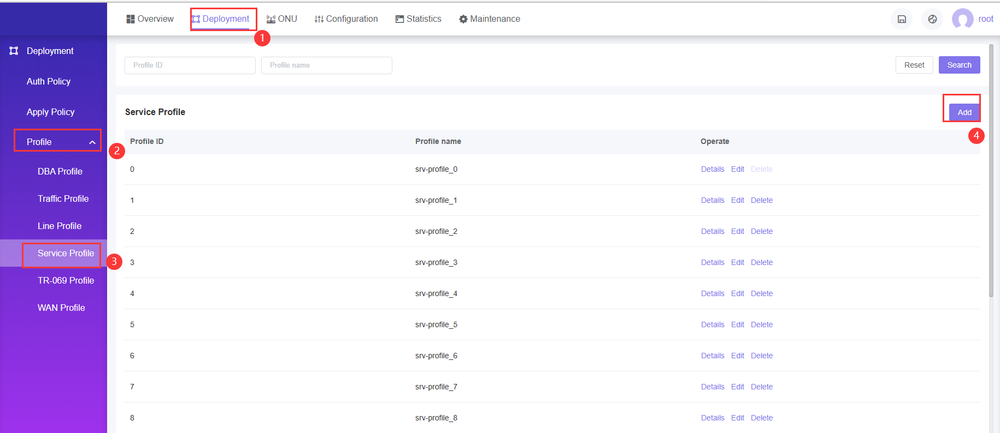 Overview Deployment ONU Configuration Statistics Maintenance root
1
Deployment
Auth Policy
Apply Policy
Profile
2
DBA Profile
Traffic Profile
Line Profile
Service Profile
3
TR-069 Profile
WAN Profile
Profile ID Profile name Reset Search
Service Profile Add
4
Profile ID Profile name Operate
0 srv-profile_0 Details Edit Delete
1 srv-profile_1 Details Edit Delete
2 srv-profile_2 Details Edit Delete
3 srv-profile_3 Details Edit Delete
4 srv-profile_4 Details Edit Delete
5 srv-profile_5 Details Edit Delete
6 srv-profile_6 Details Edit Delete
7 srv-profile_7 Details Edit Delete
8 srv-profile_8 Details Edit Delete